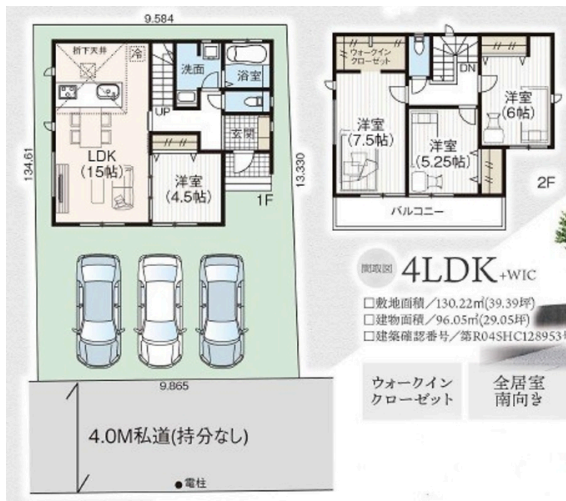 9.584
折下天井
冷
洗面
浴室
UP
玄関
LDK
(15帖)
洋室
(4.5帖)
1F
134.61
13.330
9.865
4.0M私道(持分なし)
●電柱
ウォークイン
クローゼット
DN
洋室
(6帖)
洋室
(7.5帖)
洋室
(5.25帖)
2F
バルコニー
間取図 4LDK+WIC
□敷地面積／130.22㎡(39.39坪)
□建物面積／96.05㎡(29.05坪)
□建築確認番号／第R04SHC128953号
ウォークイン
クローゼット
全居室
南向き